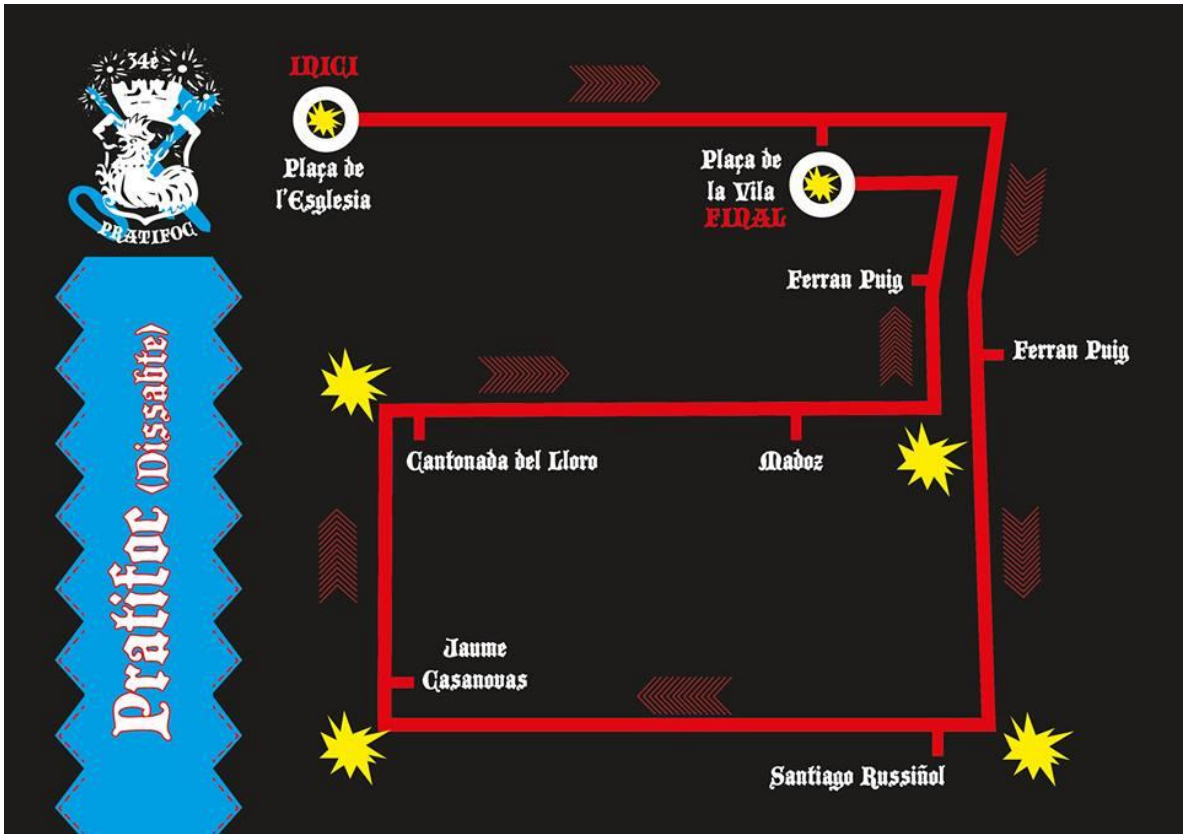 34è
PRATIFOC
Pratifoc (Dissabte)
INICI
Plaça de
l'Esglesia
Plaça de
la Vila
FINAL
Ferran Puig
Ferran Puig
Cantonada del Lloro
Madoz
Jaume
Casanovas
Santiago Russiñol